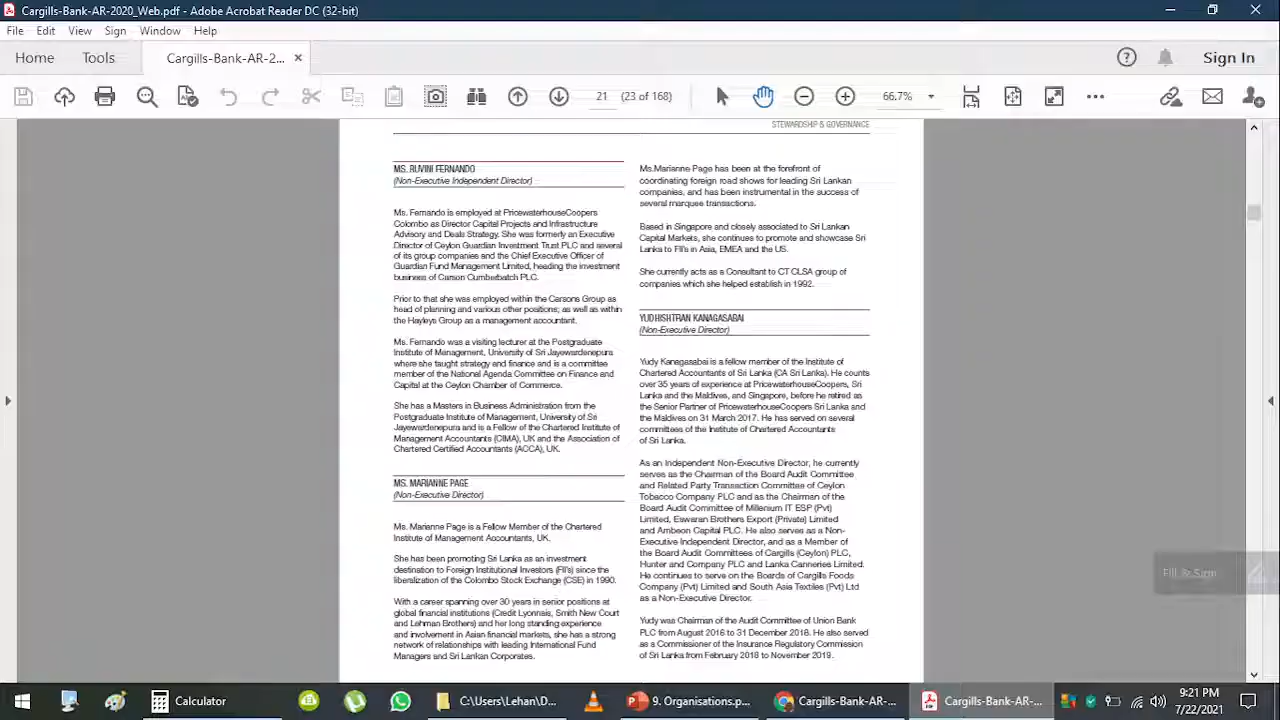 Cargills-Bank-AR-2020_Web.pdf - Adobe Acrobat Reader DC (32-bit)
File Edit View Sign Window Help
Home Tools Cargills-Bank-AR-2... Sign In
21 (23 of 168) 66.7%
STEWARDSHIP & GOVERNANCE
MS. RUVINI FERNANDO
(Non-Executive Independent Director)
Ms. Fernando is employed at PricewaterhouseCoopers
Colombo as Director Capital Projects and Infrastructure
Advisory and Deals Strategy. She was formerly an Executive
Director of Ceylon Guardian Investment Trust PLC and several
of its group companies and the Chief Executive Officer of
Guardian Fund Management Limited, heading the investment
business of Carson Cumberbatch PLC.
Prior to that she was employed within the Carsons Group as
head of planning and various other positions; as well as within
the Hayleys Group as a management accountant.
Ms. Fernando was a visiting lecturer at the Postgraduate
Institute of Management, University of Sri Jayewardenepura
where she taught strategy and finance and is a committee
member of the National Agenda Committee on Finance and
Capital at the Ceylon Chamber of Commerce.
She has a Masters in Business Administration from the
Postgraduate Institute of Management, University of Sri
Jayewardenepura and is a Fellow of the Chartered Institute of
Management Accountants (CIMA), UK and the Association of
Chartered Certified Accountants (ACCA), UK.
MS. MARIANNE PAGE
(Non-Executive Director)
Ms. Marianne Page is a Fellow Member of the Chartered
Institute of Management Accountants, UK.
She has been promoting Sri Lanka as an investment
destination to Foreign Institutional Investors (FII's) since the
liberalization of the Colombo Stock Exchange (CSE) in 1990.
With a career spanning over 30 years in senior positions at
global financial institutions (Credit Lyonnais, Smith New Court
and Lehman Brothers) and her long standing experience
and involvement in Asian financial markets, she has a strong
network of relationships with leading International Fund
Managers and Sri Lankan Corporates.
Ms.Marianne Page has been at the forefront of
coordinating foreign road shows for leading Sri Lankan
companies, and has been instrumental in the success of
several marquee transactions.
Based in Singapore and closely associated to Sri Lankan
Capital Markets, she continues to promote and showcase Sri
Lanka to FII's in Asia, EMEA and the US.
She currently acts as a Consultant to CT CLSA group of
companies which she helped establish in 1992.
YUDHISHTRAN KANAGASABAI
(Non-Executive Director)
Yudy Kanagasabai is a fellow member of the Institute of
Chartered Accountants of Sri Lanka (CA Sri Lanka). He counts
over 35 years of experience at PricewaterhouseCoopers, Sri
Lanka and the Maldives, and Singapore, before he retired as
the Senior Partner of PricewaterhouseCoopers Sri Lanka and
the Maldives on 31 March 2017. He has served on several
committees of the Institute of Chartered Accountants
of Sri Lanka.
As an Independent Non-Executive Director, he currently
serves as the Chairman of the Board Audit Committee
and Related Party Transaction Committee of Ceylon
Tobacco Company PLC and as the Chairman of the
Board Audit Committee of Millenium IT ESP (Pvt)
Limited, Eswaran Brothers Export (Private) Limited
and Ambeon Capital PLC. He also serves as a Non-
Executive Independent Director, and as a Member of
the Board Audit Committees of Cargills (Ceylon) PLC,
Hunter and Company PLC and Lanka Canneries Limited.
He continues to serve on the Boards of Cargills Foods
Company (Pvt) Limited and South Asia Textiles (Pvt) Ltd
as a Non-Executive Director.
Yudy was Chairman of the Audit Committee of Union Bank
PLC from August 2016 to 31 December 2018. He also served
as a Commissioner of the Insurance Regulatory Commission
of Sri Lanka from February 2018 to November 2019.
Fill & Sign
Calculator C:\Users\Lehan\D... 9. Organisations.p... Cargills-Bank-AR-... Cargills-Bank-AR-... 9:21 PM
7/22/2021